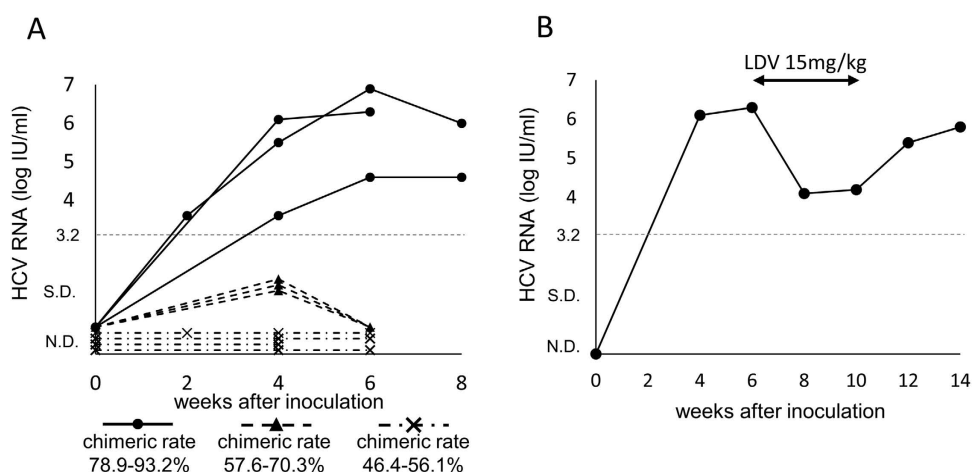 A
7
6
5
4
3.2
S.D.
N.D.
HCV RNA (log IU/ml)
0 2 4 6 8
weeks after inoculation
chimeric rate
78.9-93.2%
chimeric rate
57.6-70.3%
chimeric rate
46.4-56.1%
B
LDV 15mg/kg
7
6
5
4
3.2
S.D.
N.D.
HCV RNA (log IU/ml)
0 2 4 6 8 10 12 14
weeks after inoculation